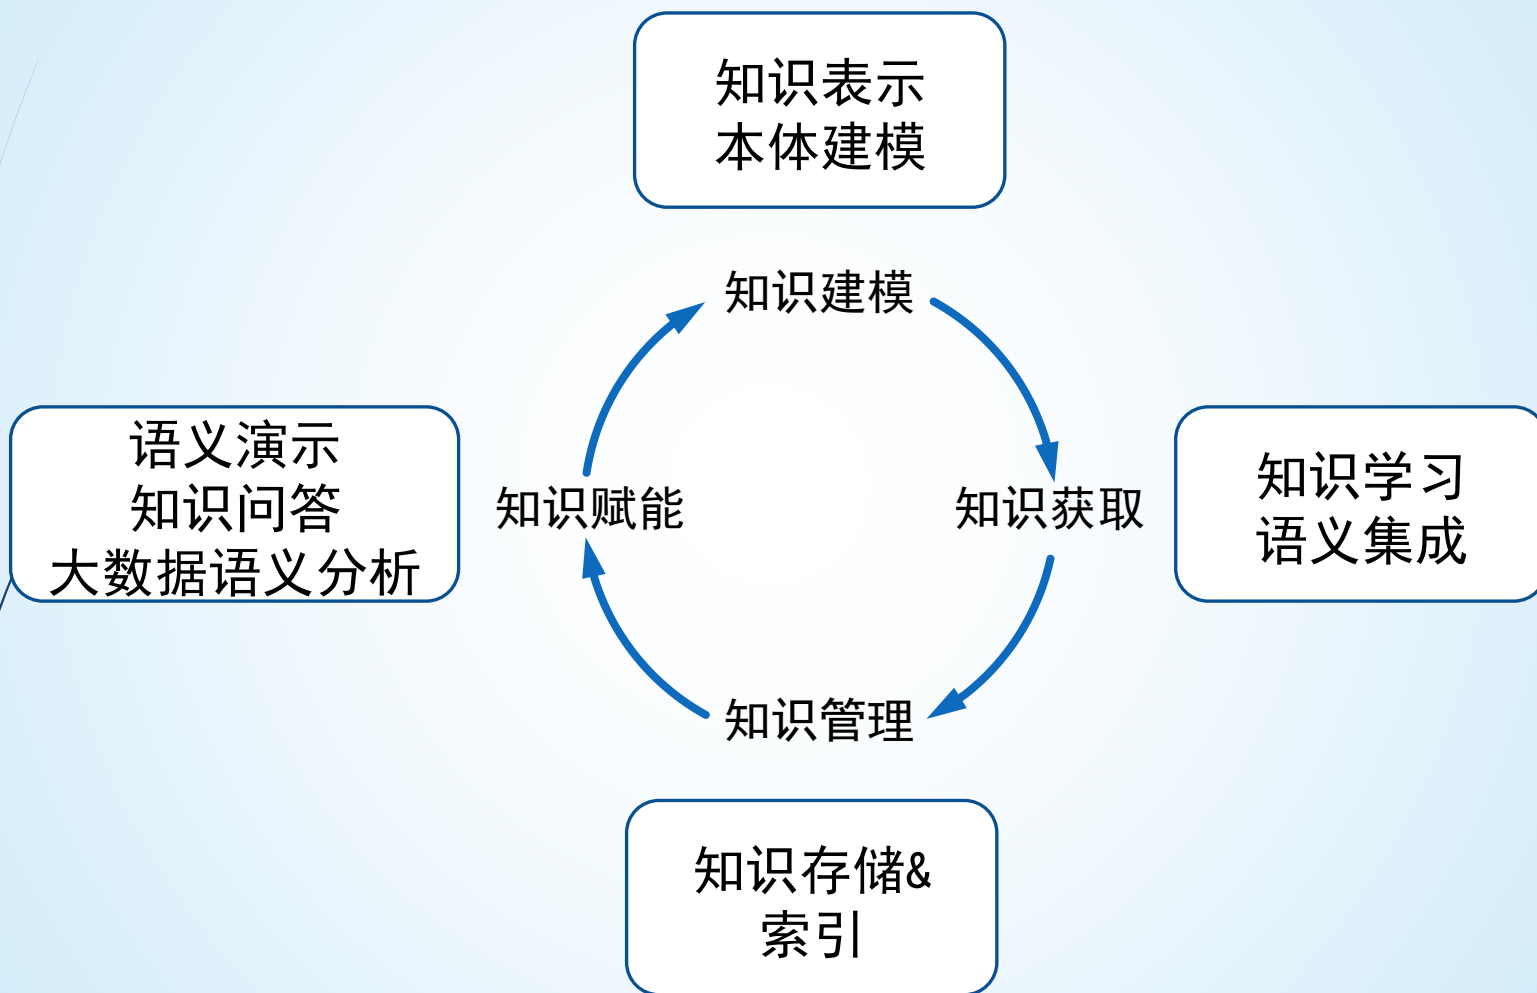 知识表示
本体建模
知识建模
语义演示
知识问答
大数据语义分析
知识赋能
知识获取
知识学习
语义集成
知识管理
知识存储&
索引